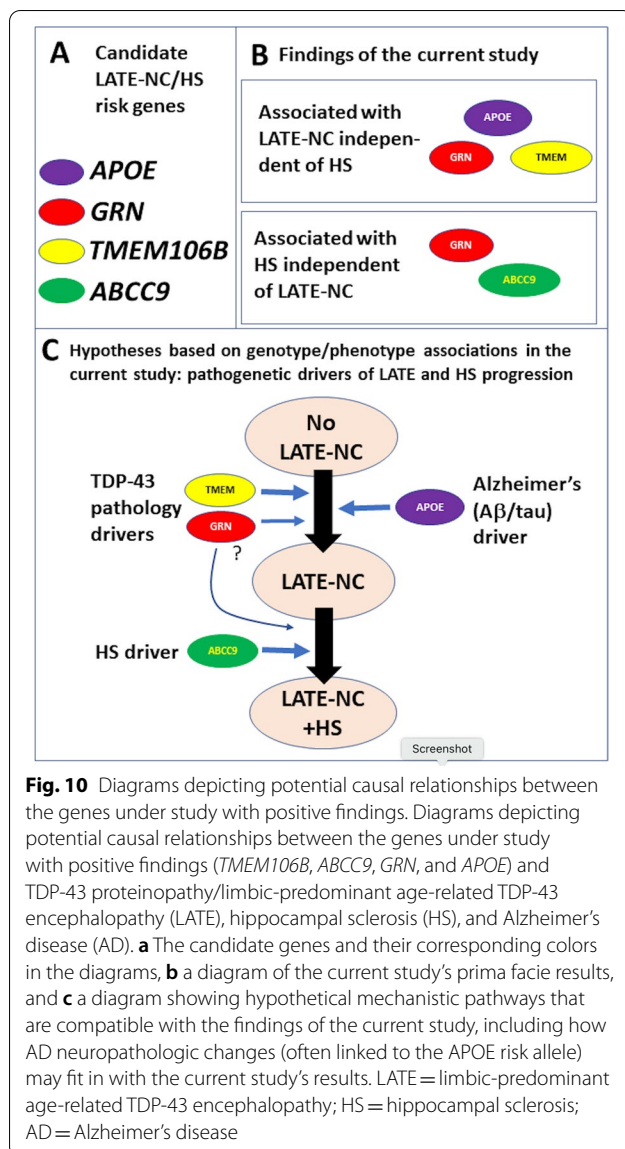 A Candidate
LATE-NC/HS
risk genes
APOE
GRN
TMEM106B
ABCC9
B Findings of the current study
Associated with
LATE-NC indepen-
dent of HS
APOE
GRN
TMEM
Associated with
HS independent
of LATE-NC
GRN
ABCC9
C Hypotheses based on genotype/phenotype associations in the
current study: pathogenetic drivers of LATE and HS progression
No
LATE-NC
TDP-43
pathology
drivers
TMEM
GRN
?
APOE
Alzheimer's
(Aβ/tau)
driver
LATE-NC
HS driver
ABCC9
LATE-NC
+HS
Screenshot
Fig. 10 Diagrams depicting potential causal relationships between
the genes under study with positive findings. Diagrams depicting
potential causal relationships between the genes under study
with positive findings (TMEM106B, ABCC9, GRN, and APOE) and
TDP-43 proteinopathy/limbic-predominant age-related TDP-43
encephalopathy (LATE), hippocampal sclerosis (HS), and Alzheimer's
disease (AD). a The candidate genes and their corresponding colors
in the diagrams, b a diagram of the current study's prima facie results,
and c a diagram showing hypothetical mechanistic pathways that
are compatible with the findings of the current study, including how
AD neuropathologic changes (often linked to the APOE risk allele)
may fit in with the current study's results. LATE = limbic-predominant
age-related TDP-43 encephalopathy; HS = hippocampal sclerosis;
AD = Alzheimer's disease